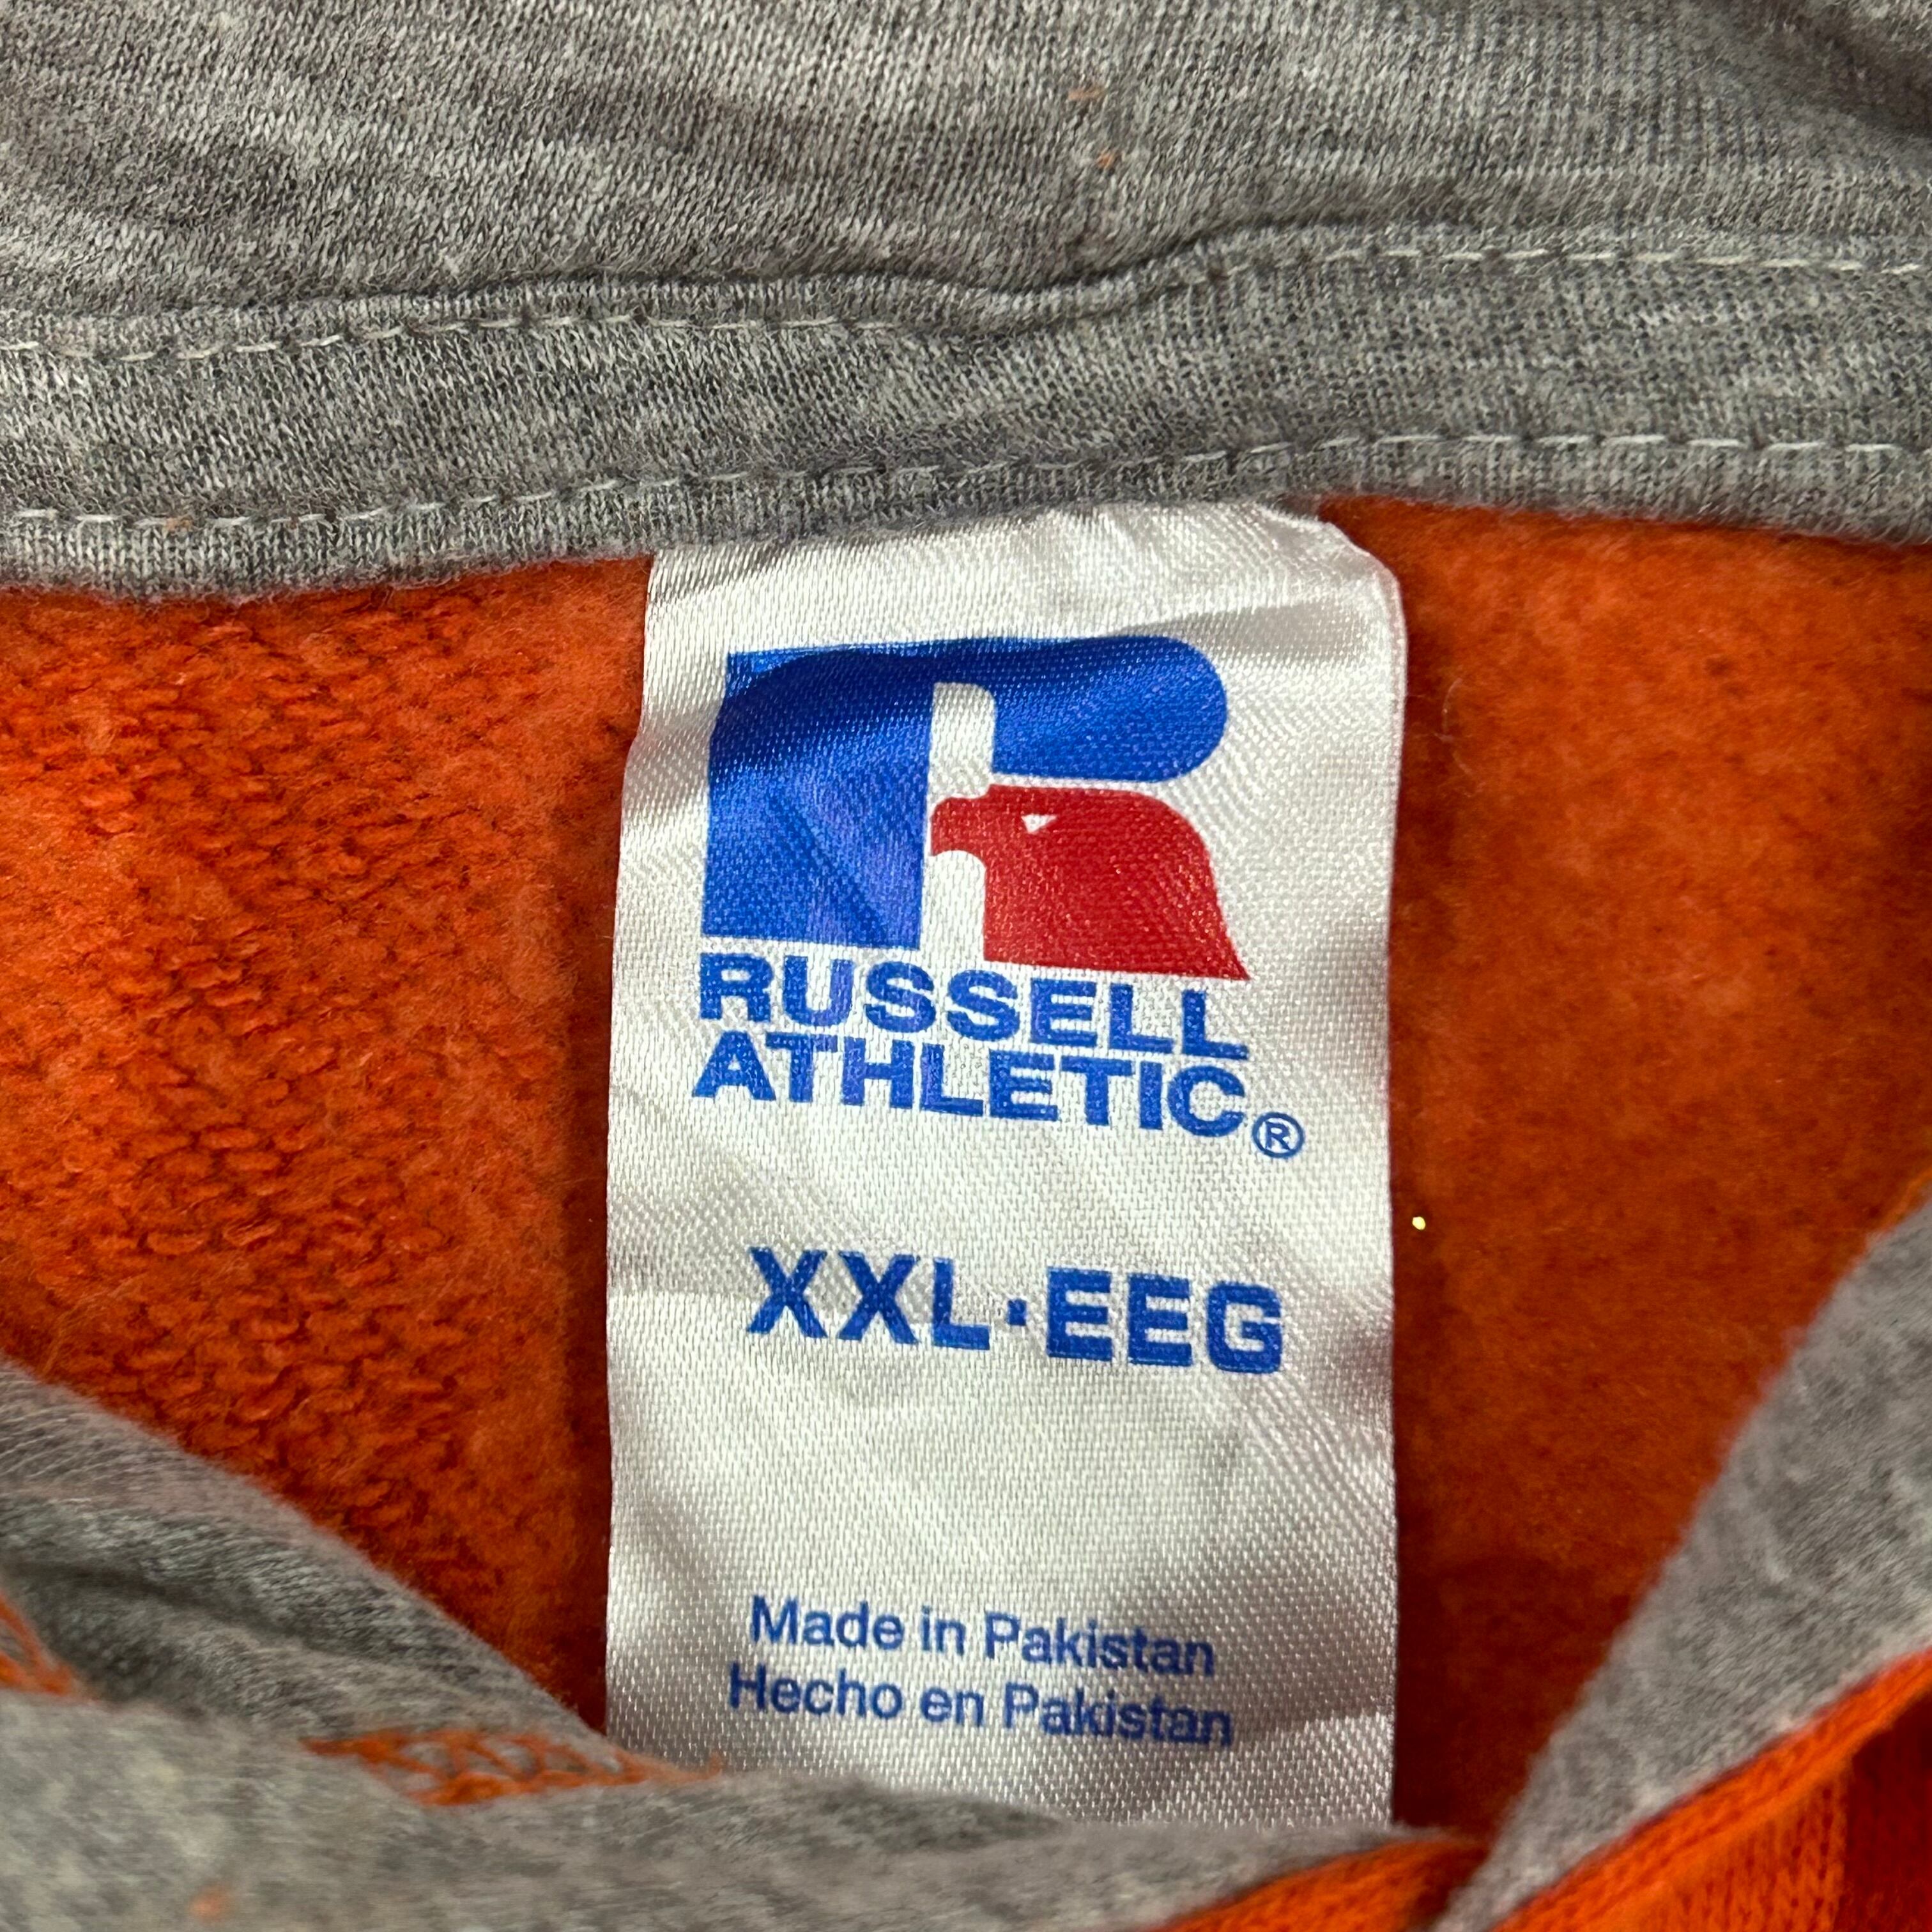 RUSSELL
ATHLETIC®
XXL·EEG
Made in Pakistan
Hecho en Pakistan